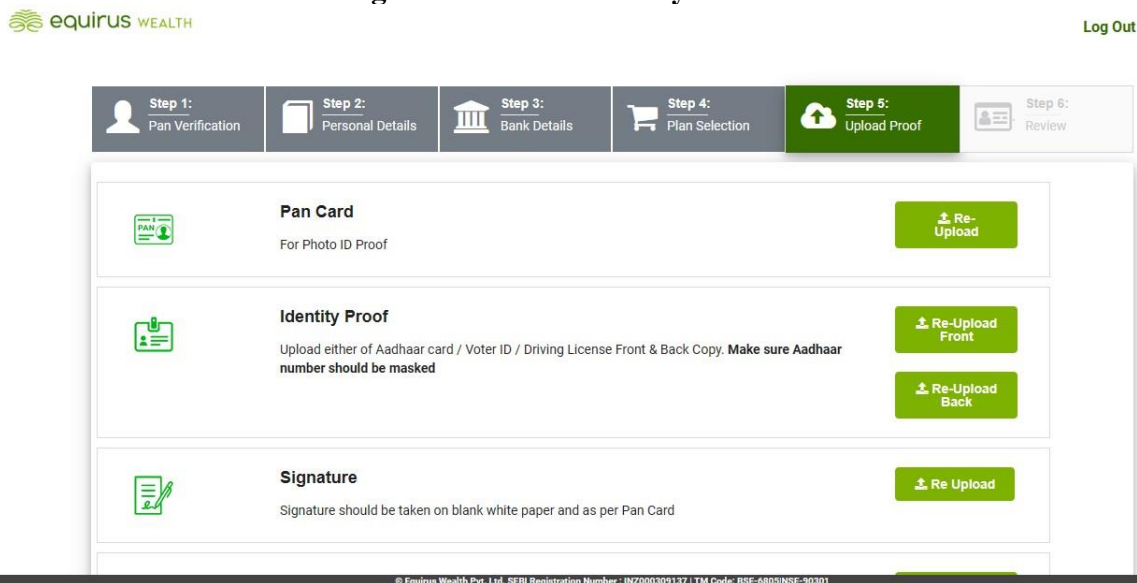 equirus WEALTH
Log Out
Step 1:
Pan Verification
Step 2:
Personal Details
Step 3:
Bank Details
Step 4:
Plan Selection
Step 5:
Upload Proof
Step 6:
Review
PAN
Pan Card
For Photo ID Proof
Re-
Upload
Identity Proof
Upload either of Aadhaar card / Voter ID / Driving License Front & Back Copy. Make sure Aadhaar
number should be masked
Re-Upload
Front
Re-Upload
Back
Signature
Signature should be taken on blank white paper and as per Pan Card
Re Upload
© Equirus Wealth Pvt. Ltd. SEBI Registration Number : INZ000309137 | TM Code: BSE-6805|NSE-90301